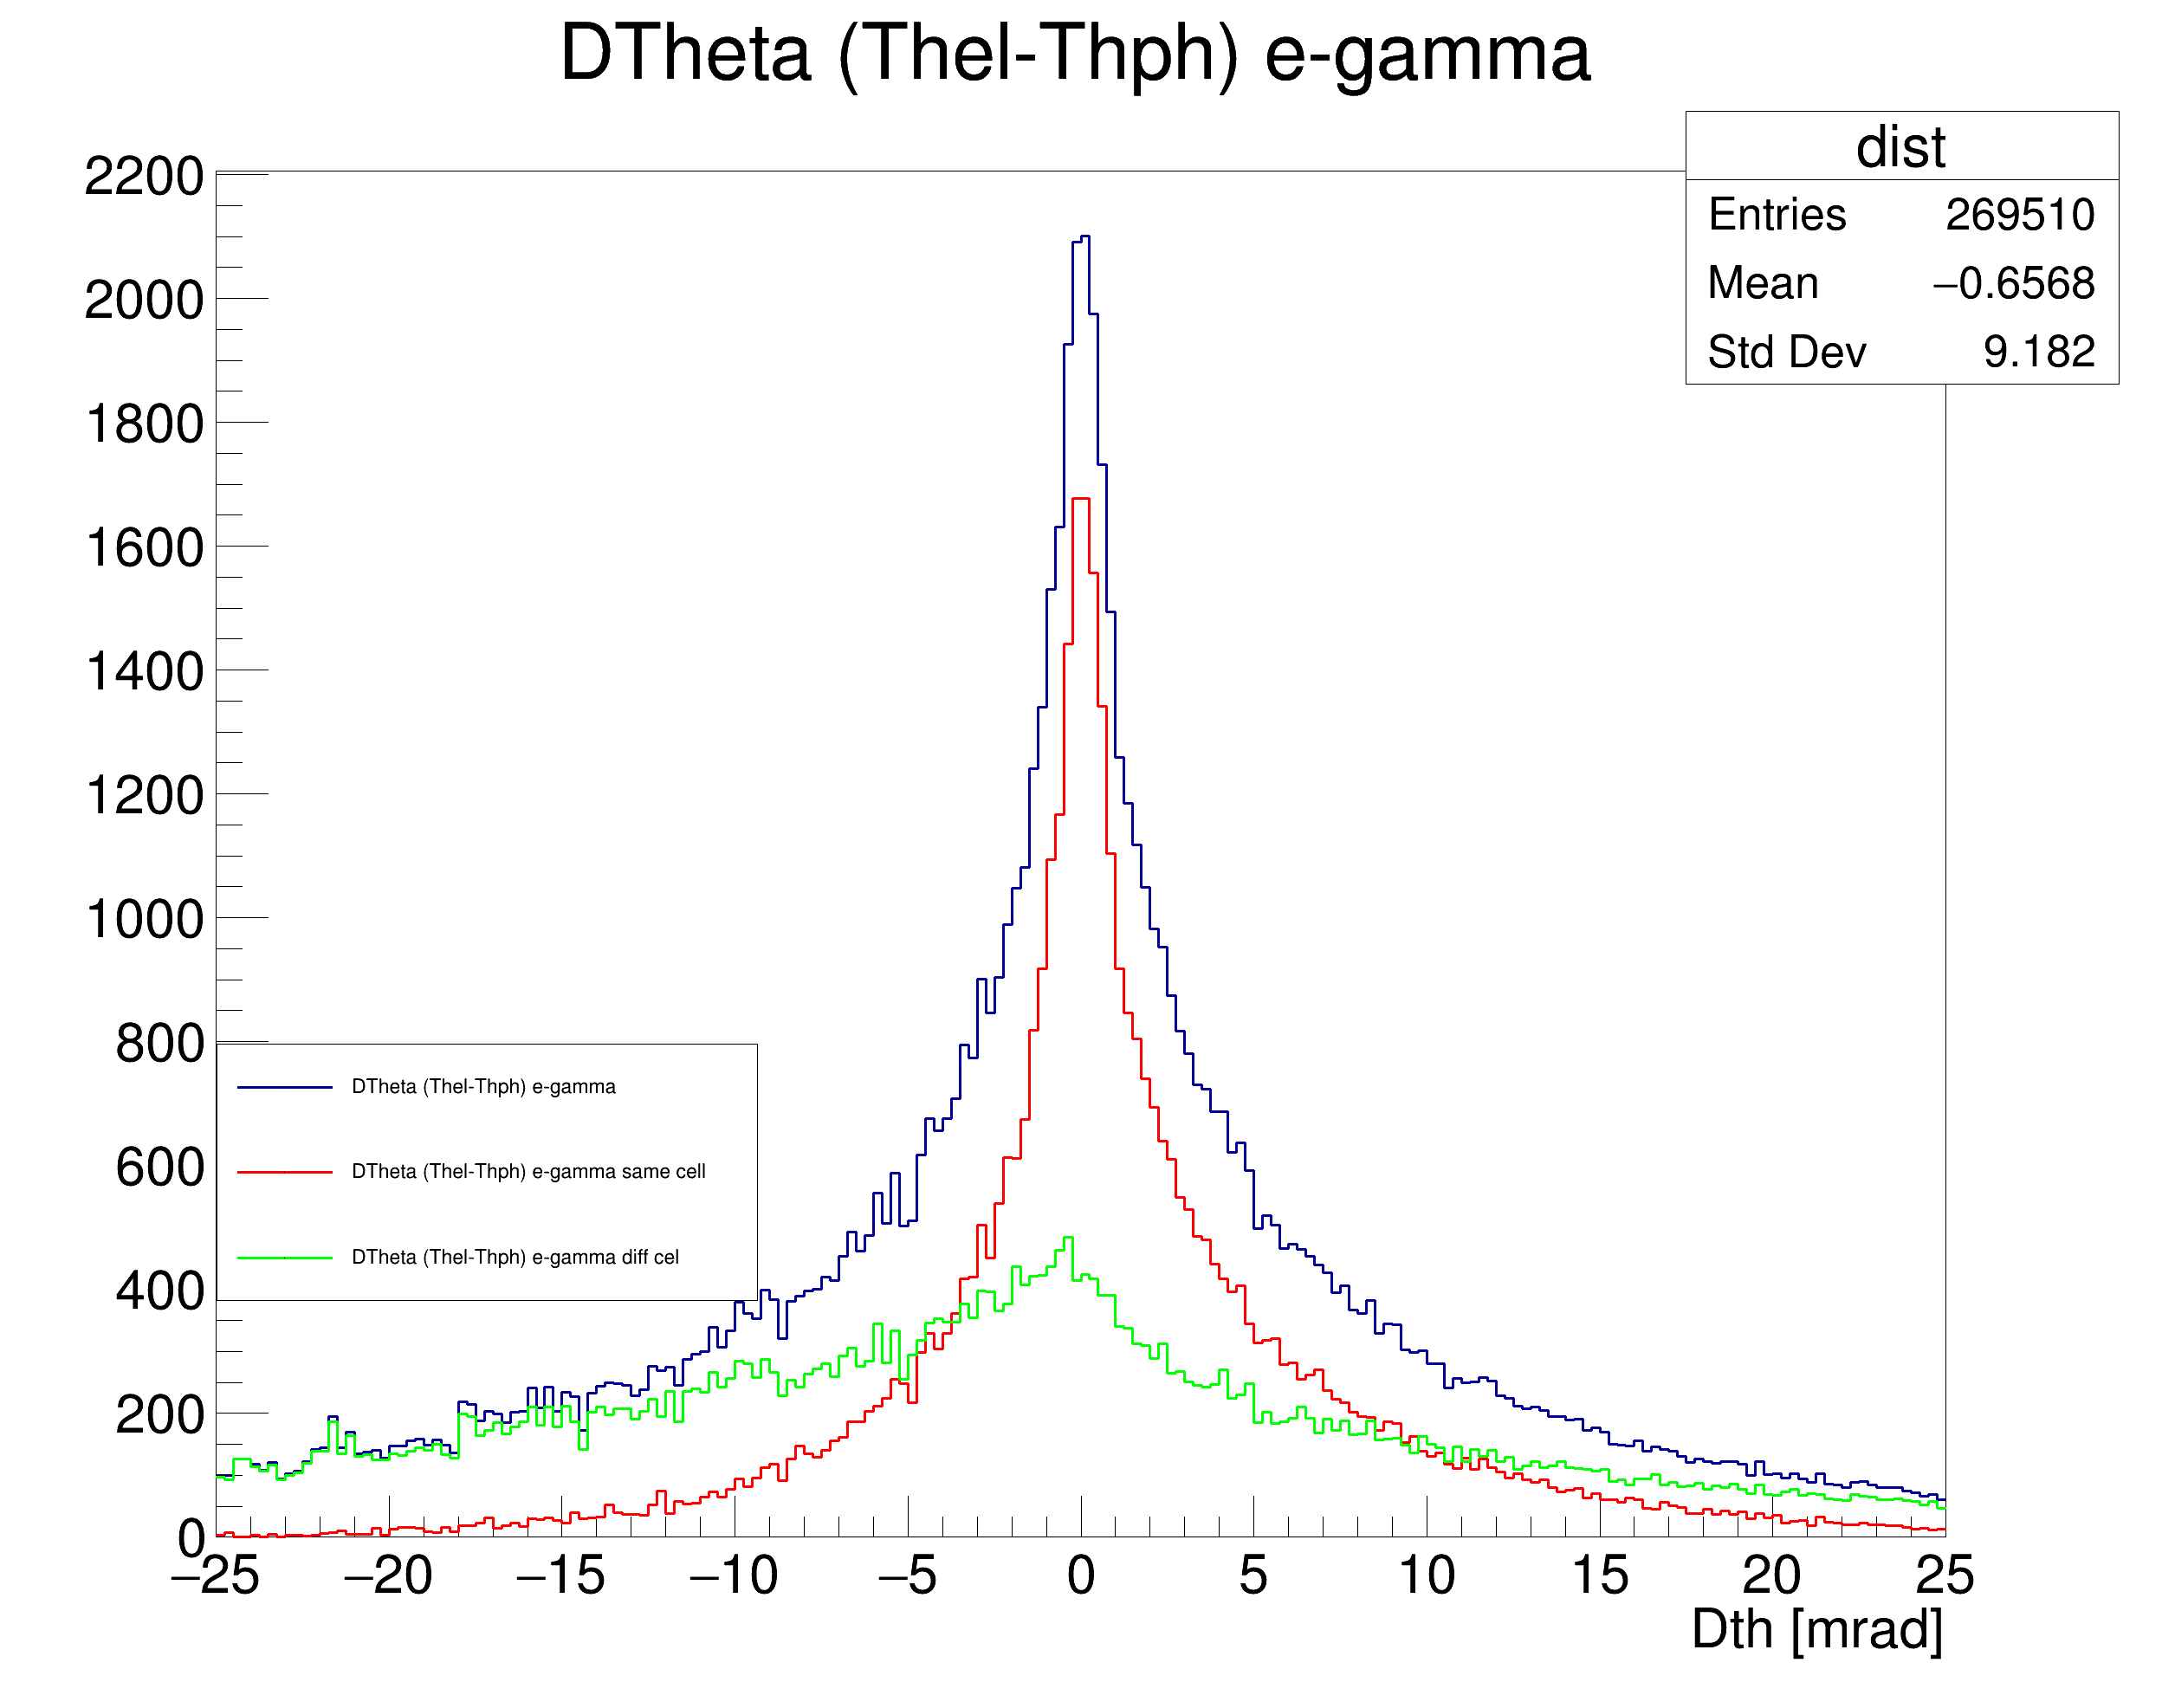 DTheta (Thel-Thph) e-gamma
dist
Entries 269510
Mean −0.6568
Std Dev 9.182
2200
2000
1800
1600
1400
1200
1000
800
600
400
200
0
DTheta (Thel-Thph) e-gamma
DTheta (Thel-Thph) e-gamma same cell
DTheta (Thel-Thph) e-gamma diff cel
−25 −20 −15 −10 −5 0 5 10 15 20 25
Dth [mrad]